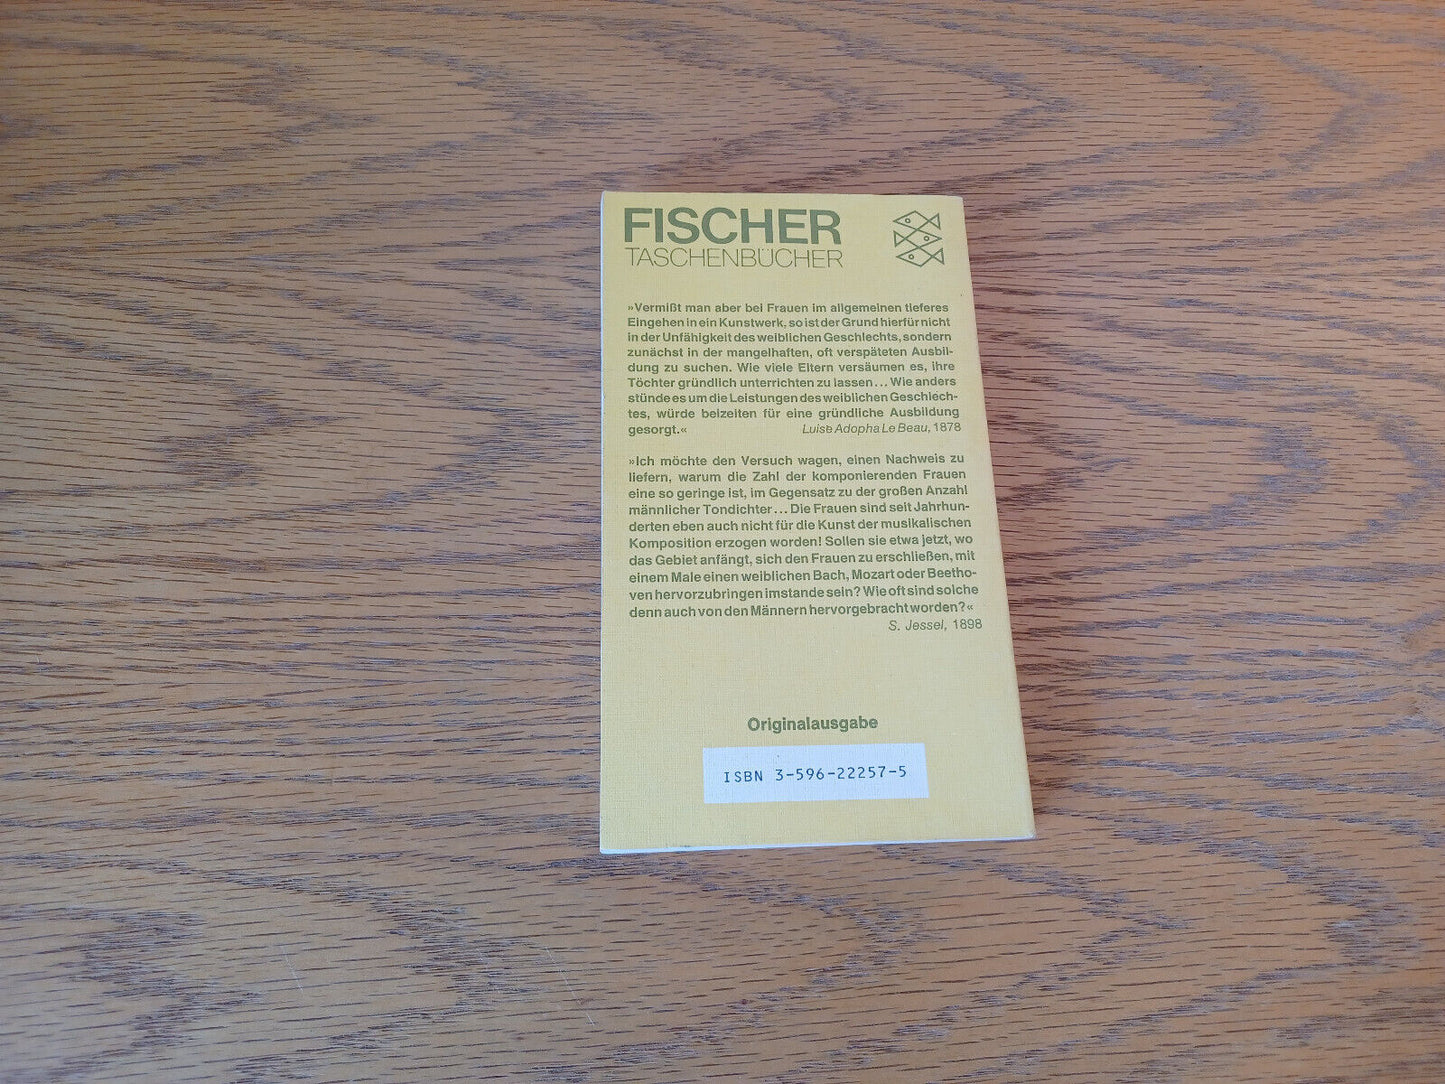 FISCHER
TASCHENBÜCHER
»Vermißt man aber bei Frauen im allgemeinen tieferes
Eingehen in ein Kunstwerk, so ist der Grund hierfür nicht
in der Unfähigkeit des weiblichen Geschlechts, sondern
zunächst in der mangelhaften, oft verspäteten Ausbil-
dung zu suchen. Wie viele Eltern versäumen es, ihre
Töchter gründlich unterrichten zu lassen... Wie anders
stünde es um die Leistungen des weiblichen Geschlech-
tes, würde beizeiten für eine gründliche Ausbildung
gesorgt.« Luise Adopha Le Beau, 1878
»Ich möchte den Versuch wagen, einen Nachweis zu
liefern, warum die Zahl der komponierenden Frauen
eine so geringe ist, im Gegensatz zu der großen Anzahl
männlicher Tondichter... Die Frauen sind seit Jahrhun-
derten eben auch nicht für die Kunst der musikalischen
Komposition erzogen worden! Sollen sie etwa jetzt, wo
das Gebiet anfängt, sich den Frauen zu erschließen, mit
einem Male einen weiblichen Bach, Mozart oder Beetho-
ven hervorzubringen imstande sein? Wie oft sind solche
denn auch von den Männern hervorgebracht worden?«
S. Jessel, 1898
Originalausgabe
ISBN 3-596-22257-5